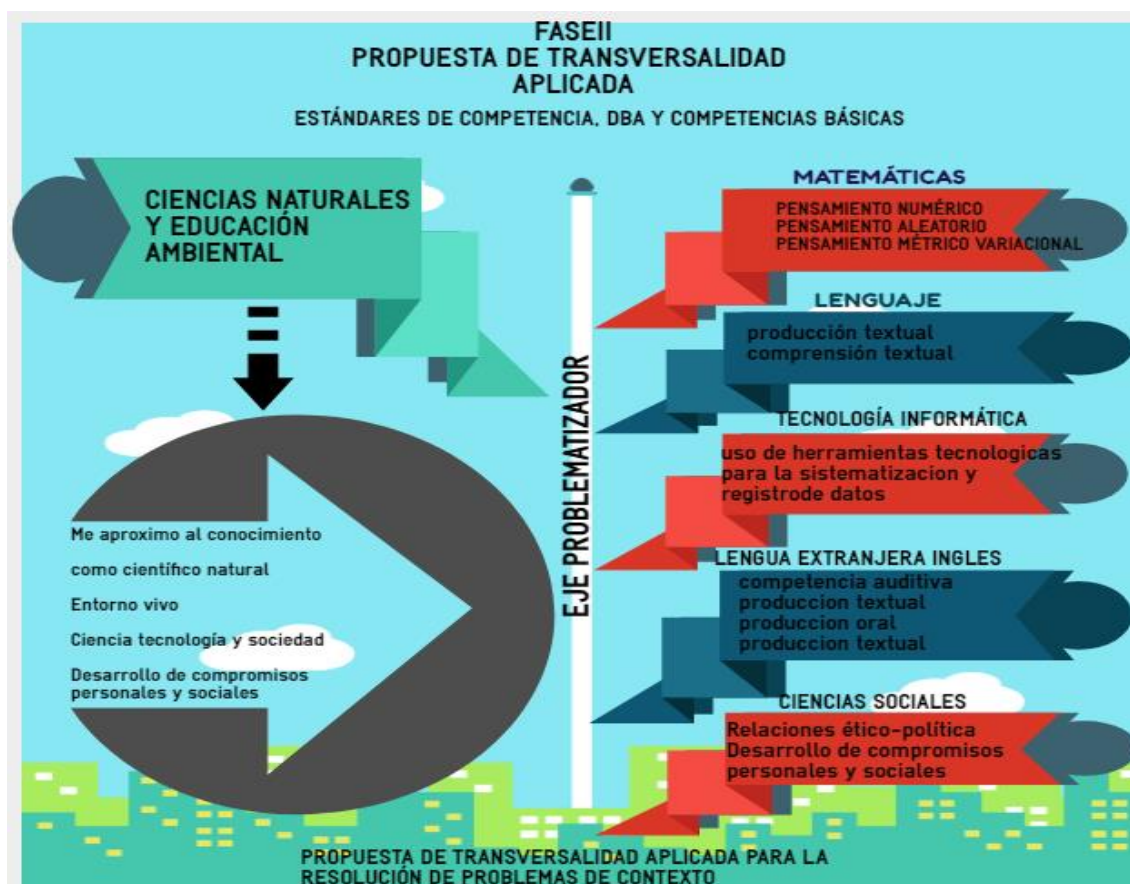 FASEII
PROPUESTA DE TRANSVERSALIDAD
APLICADA
ESTÁNDARES DE COMPETENCIA, DBA Y COMPETENCIAS BÁSICAS
CIENCIAS NATURALES
Y EDUCACIÓN
AMBIENTAL
Me aproximo al conocimiento
como científico natural
Entorno vivo
Ciencia tecnología y sociedad
Desarrollo de compromisos
personales y sociales
EJE PROBLEMATIZADOR
MATEMÁTICAS
PENSAMIENTO NUMÉRICO
PENSAMIENTO ALEATORIO
PENSAMIENTO MÉTRICO VARIACIONAL
LENGUAJE
producción textual
comprensión textual
TECNOLOGÍA INFORMÁTICA
uso de herramientas tecnologicas
para la sistematizacion y
registrode datos
LENGUA EXTRANJERA INGLES
competencia auditiva
produccion textual
produccion oral
produccion textual
CIENCIAS SOCIALES
Relaciones ético-política
Desarrollo de compromisos
personales y sociales
PROPUESTA DE TRANSVERSALIDAD APLICADA PARA LA
RESOLUCIÓN DE PROBLEMAS DE CONTEXTO